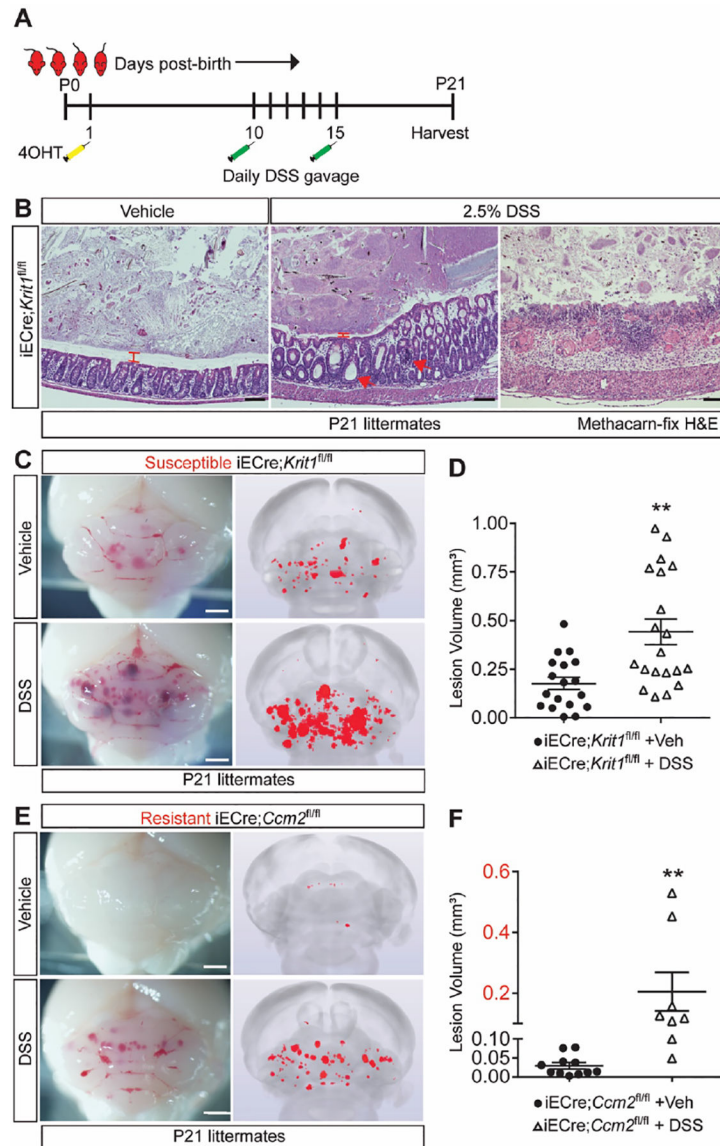 A
Days post-birth
P0
P21
1
10
15
Harvest
4OHT
Daily DSS gavage
B
Vehicle
2.5% DSS
iECre;Krit1fl/fl
P21 littermates
Methacarn-fix H&E
C
Susceptible iECre;Krit1fl/fl
Vehicle
DSS
P21 littermates
D
**
Lesion Volume (mm³)
1.00
0.75
0.50
0.25
0.00
iECre;Krit1fl/fl +Veh
iECre;Krit1fl/fl + DSS
E
Resistant iECre;Ccm2fl/fl
Vehicle
DSS
P21 littermates
F
**
Lesion Volume (mm³)
0.6
0.4
0.2
0.10
0.05
0.00
iECre;Ccm2fl/fl +Veh
iECre;Ccm2fl/fl + DSS